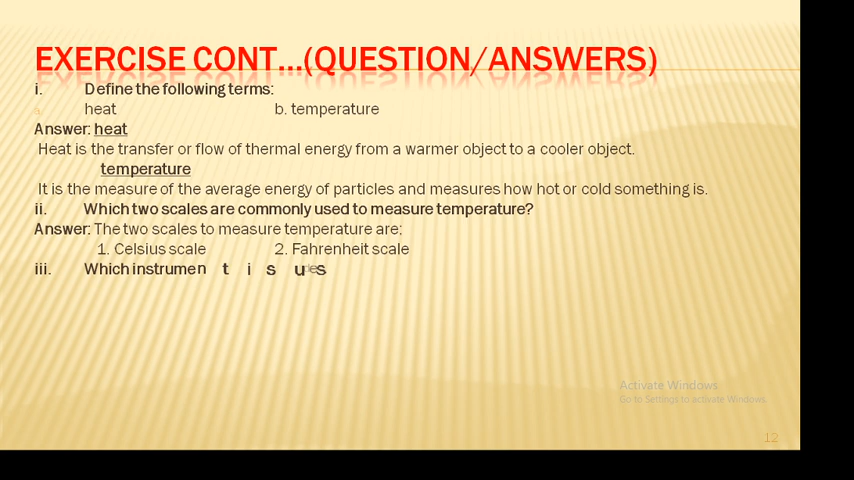 EXERCISE CONT...(QUESTION/ANSWERS)
i. Define the following terms:
a. heat b. temperature
Answer: heat
Heat is the transfer or flow of thermal energy from a warmer object to a cooler object.
temperature
It is the measure of the average energy of particles and measures how hot or cold something is.
ii. Which two scales are commonly used to measure temperature?
Answer: The two scales to measure temperature are:
1. Celsius scale 2. Fahrenheit scale
iii. Which instrument is us
Activate Windows
Go to Settings to activate Windows.
12